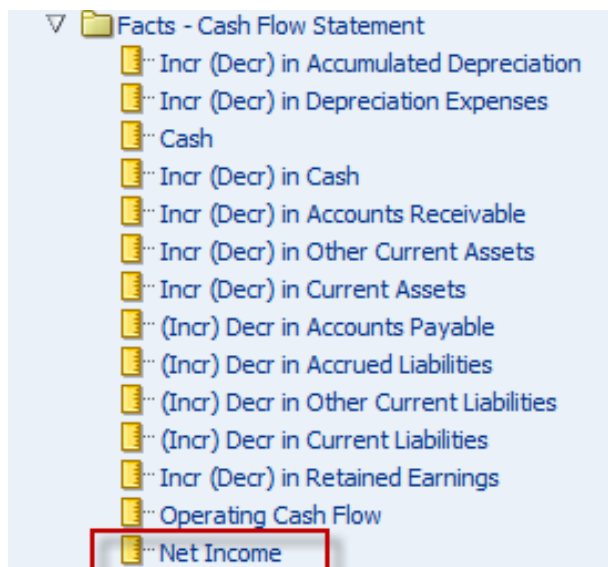 Facts - Cash Flow Statement
Incr (Decr) in Accumulated Depreciation
Incr (Decr) in Depreciation Expenses
Cash
Incr (Decr) in Cash
Incr (Decr) in Accounts Receivable
Incr (Decr) in Other Current Assets
Incr (Decr) in Current Assets
(Incr) Decr in Accounts Payable
(Incr) Decr in Accrued Liabilities
(Incr) Decr in Other Current Liabilities
(Incr) Decr in Current Liabilities
Incr (Decr) in Retained Earnings
Operating Cash Flow
Net Income